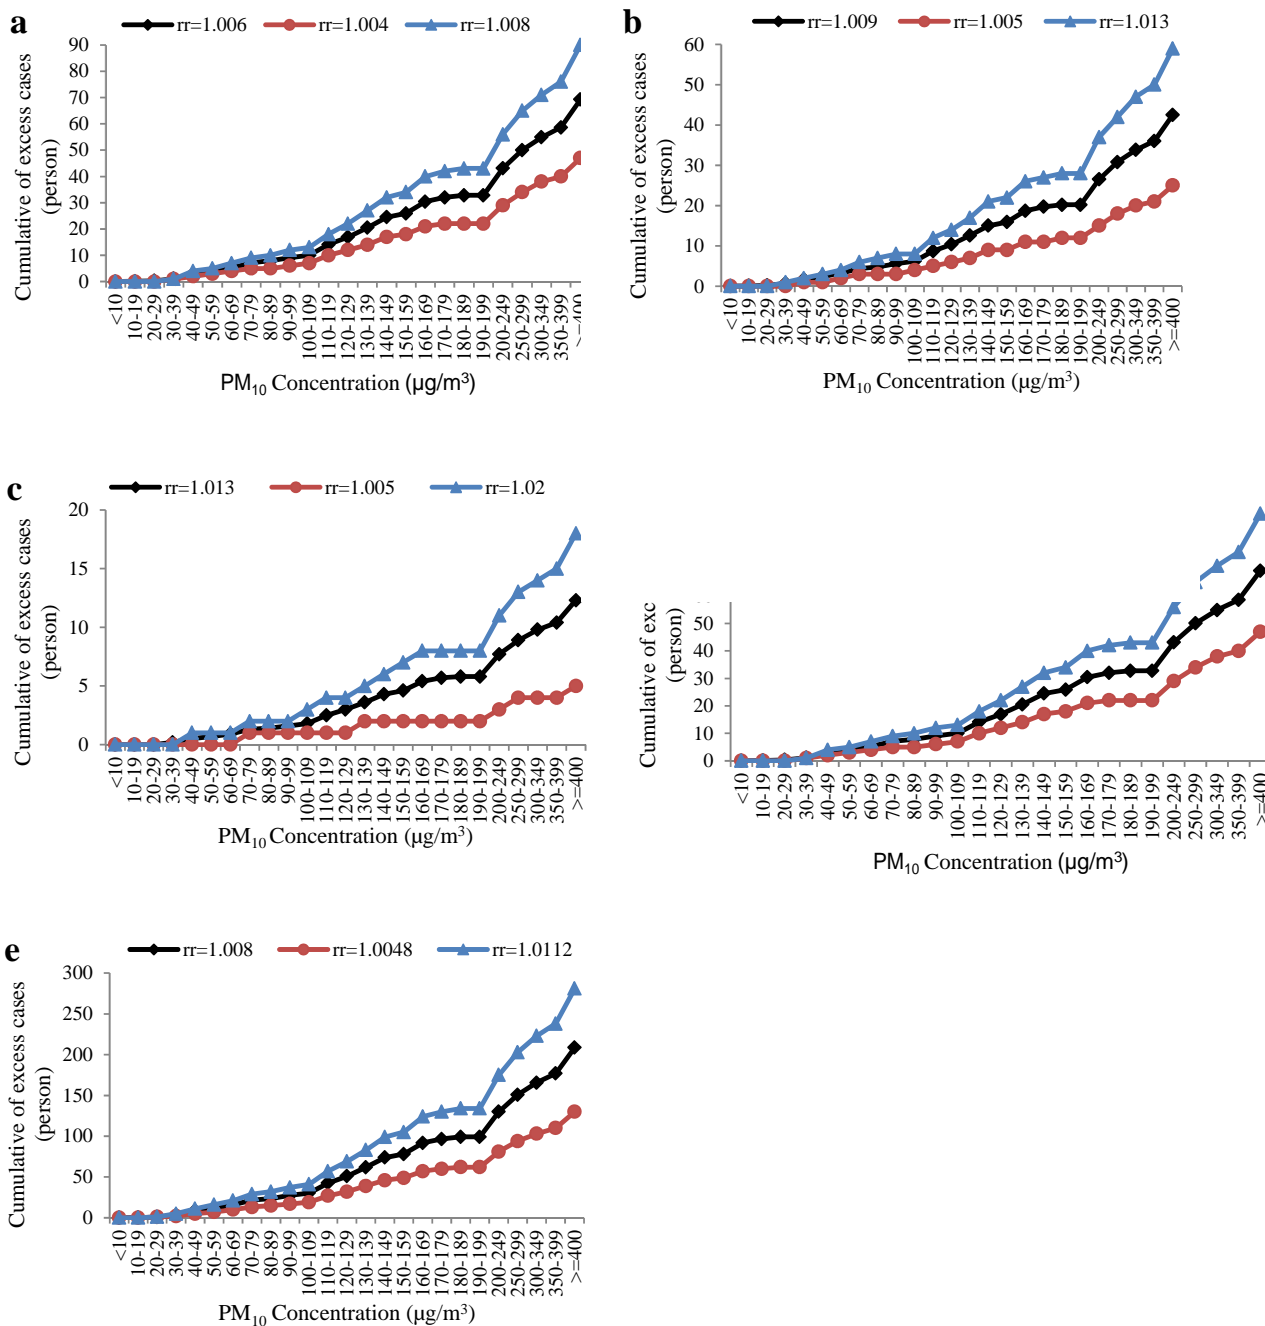 a
rr=1.006 rr=1.004 rr=1.008
Cumulative of excess cases
(person)
90
80
70
60
50
40
30
20
10
0
<10 10-19 20-29 30-39 40-49 50-59 60-69 70-79 80-89 90-99 100-109 110-119 120-129 130-139 140-149 150-159 160-169 170-179 180-189 190-199 200-249 250-299 300-349 350-399 >=400
PM10 Concentration (µg/m³)
b
rr=1.009 rr=1.005 rr=1.013
Cumulative of excess cases
(person)
60
50
40
30
20
10
0
<10 10-19 20-29 30-39 40-49 50-59 60-69 70-79 80-89 90-99 100-109 110-119 120-129 130-139 140-149 150-159 160-169 170-179 180-189 190-199 200-249 250-299 300-349 350-399 >=400
PM10 Concentration (µg/m³)
c
rr=1.013 rr=1.005 rr=1.02
Cumulative of excess cases
(person)
20
15
10
5
0
<10 10-19 20-29 30-39 40-49 50-59 60-69 70-79 80-89 90-99 100-109 110-119 120-129 130-139 140-149 150-159 160-169 170-179 180-189 190-199 200-249 250-299 300-349 350-399 >=400
PM10 Concentration (µg/m³)
Cumulative of exc
(person)
50
40
30
20
10
0
<10 10-19 20-29 30-39 40-49 50-59 60-69 70-79 80-89 90-99 100-109 110-119 120-129 130-139 140-149 150-159 160-169 170-179 180-189 190-199 200-249 250-299 300-349 350-399 >=400
PM10 Concentration (µg/m³)
e
rr=1.008 rr=1.0048 rr=1.0112
Cumulative of excess cases
(person)
300
250
200
150
100
50
0
<10 10-19 20-29 30-39 40-49 50-59 60-69 70-79 80-89 90-99 100-109 110-119 120-129 130-139 140-149 150-159 160-169 170-179 180-189 190-199 200-249 250-299 300-349 350-399 >=400
PM10 Concentration (µg/m³)